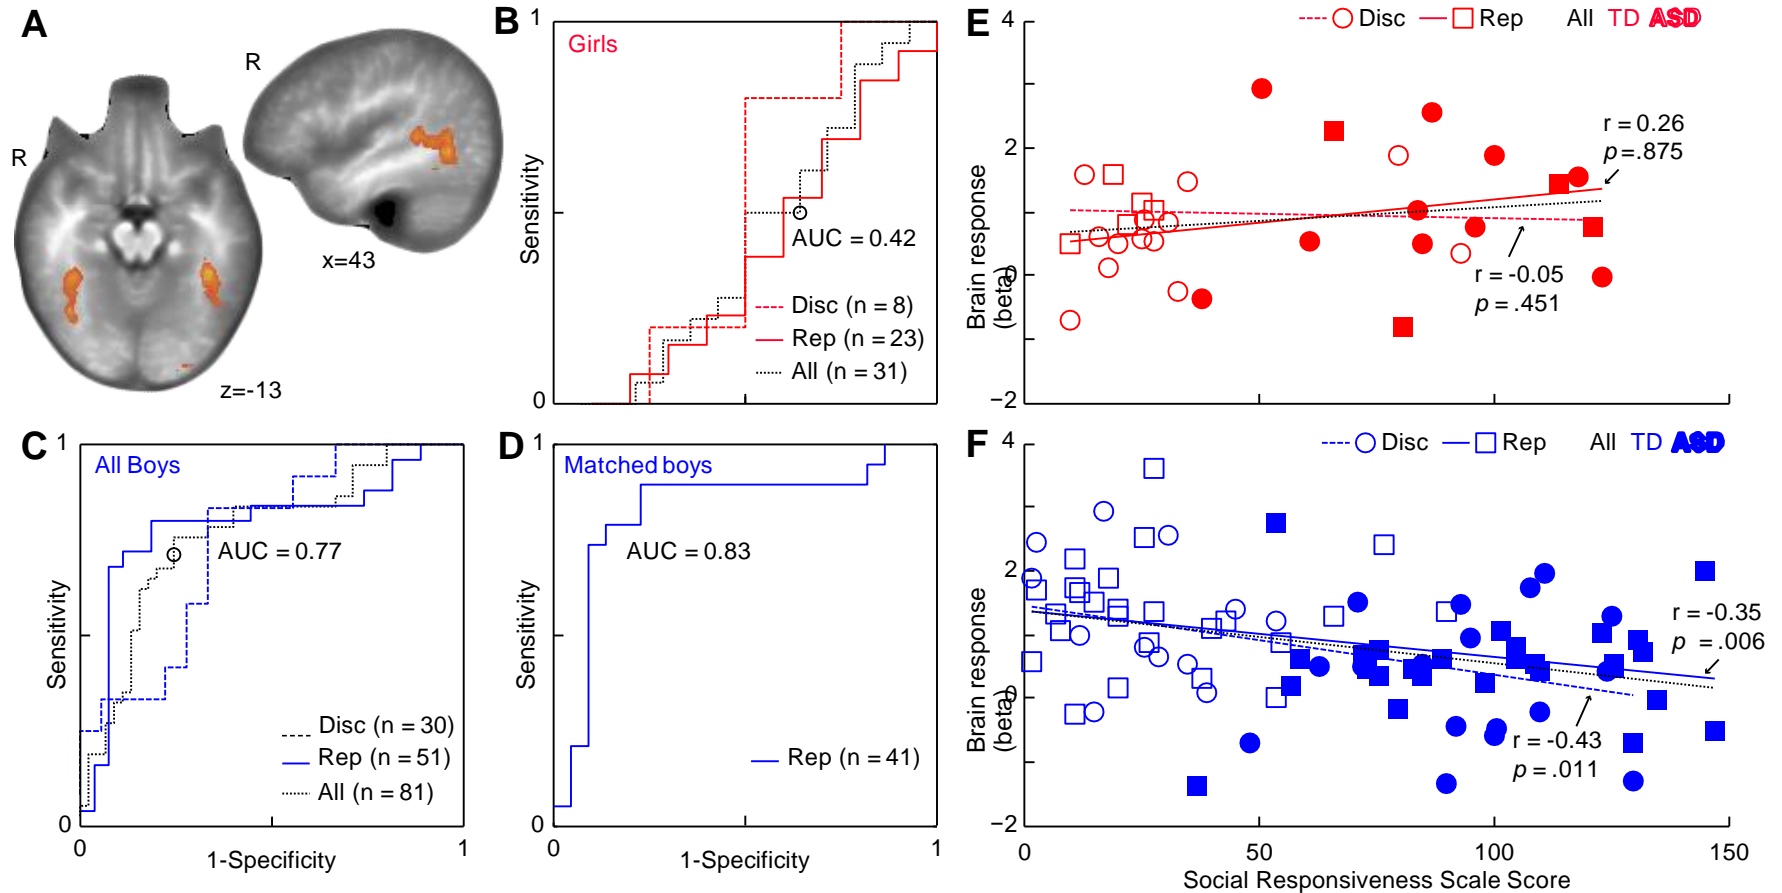 A
R
R
x=43
z=-13
B
1
Girls
Sensitivity
AUC = 0.42
Disc (n = 8)
Rep (n = 23)
All (n = 31)
0
C
1
All Boys
Sensitivity
AUC = 0.77
Disc (n = 30)
Rep (n = 51)
All (n = 81)
0
0
1
1-Specificity
D
1
Matched boys
Sensitivity
AUC = 0.83
Rep (n = 41)
0
0
1
1-Specificity
E
Disc Rep All TD ASD
4
2
0
−2
Brain response
(beta)
r = 0.26
p=.875
r = -0.05
p = .451
F
Disc Rep All TD ASD
4
2
0
−2
Brain response
(beta)
r = -0.35
p .006
r = -0.43
p = .011
0 50 100 150
Social Responsiveness Scale Score